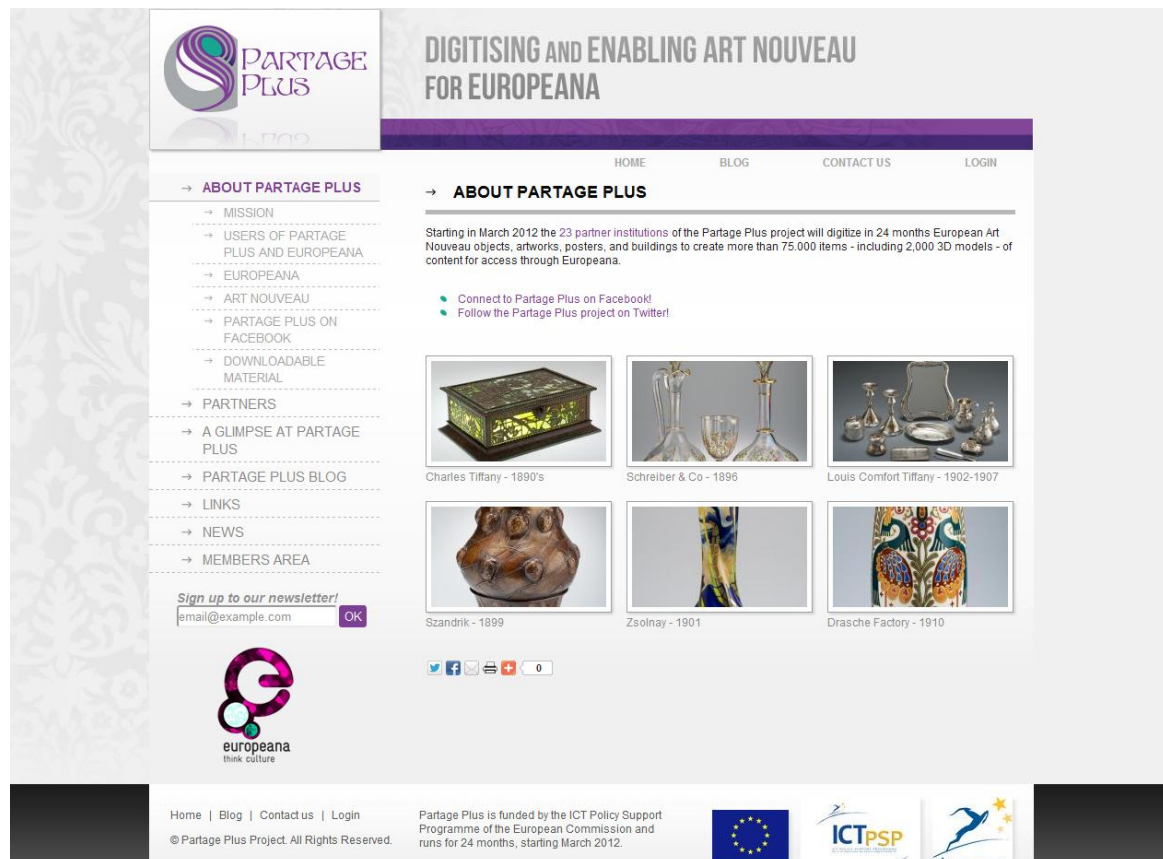 PARTAGE
PLUS
DIGITISING AND ENABLING ART NOUVEAU
FOR EUROPEANA
HOME BLOG CONTACT US LOGIN
→ ABOUT PARTAGE PLUS
→ MISSION
→ USERS OF PARTAGE
PLUS AND EUROPEANA
→ EUROPEANA
→ ART NOUVEAU
→ PARTAGE PLUS ON
FACEBOOK
→ DOWNLOADABLE
MATERIAL
→ PARTNERS
→ A GLIMPSE AT PARTAGE
PLUS
→ PARTAGE PLUS BLOG
→ LINKS
→ NEWS
→ MEMBERS AREA
Sign up to our newsletter!
email@example.com OK
europeana
think culture
→ ABOUT PARTAGE PLUS
Starting in March 2012 the 23 partner institutions of the Partage Plus project will digitize in 24 months European Art
Nouveau objects, artworks, posters, and buildings to create more than 75.000 items - including 2,000 3D models - of
content for access through Europeana.
Connect to Partage Plus on Facebook!
Follow the Partage Plus project on Twitter!
Charles Tiffany - 1890's
Schreiber & Co - 1896
Louis Comfort Tiffany - 1902-1907
Szandrik - 1899
Zsolnay - 1901
Drasche Factory - 1910
0
Home | Blog | Contact us | Login
© Partage Plus Project. All Rights Reserved.
Partage Plus is funded by the ICT Policy Support
Programme of the European Commission and
runs for 24 months, starting March 2012.
ICT PSP